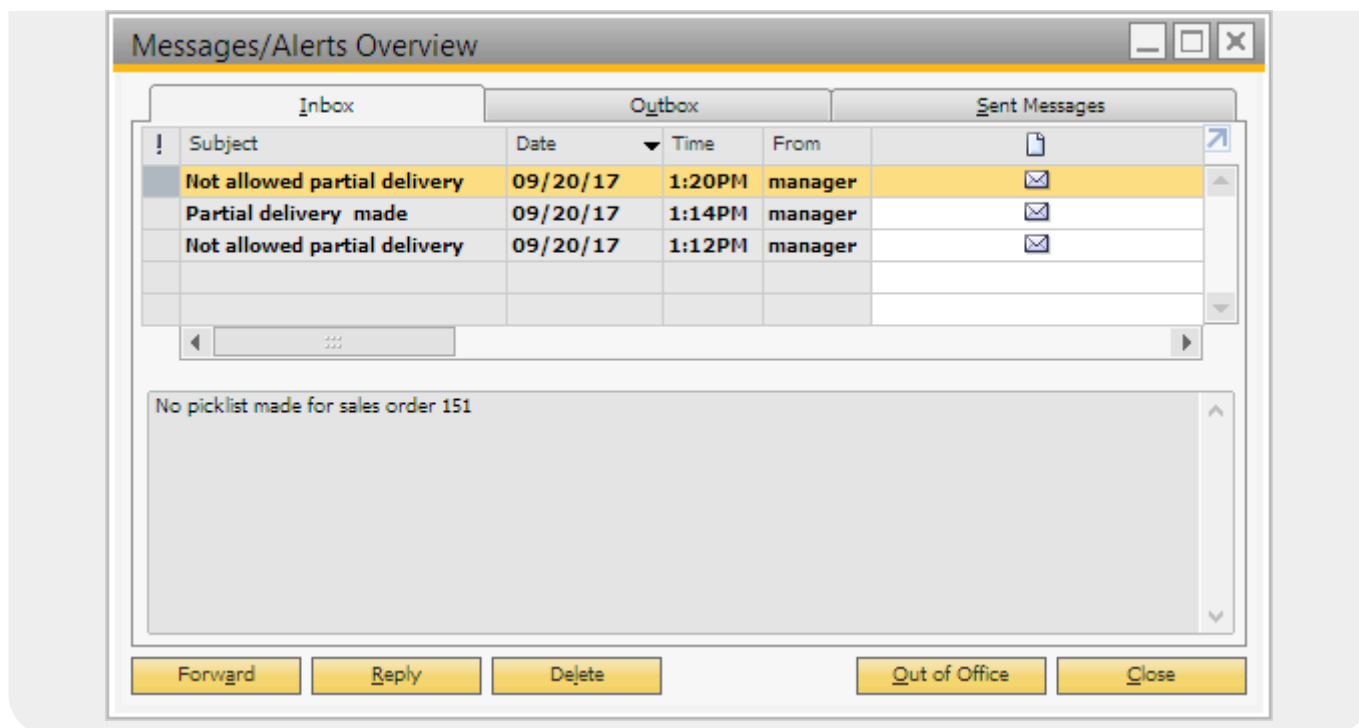 Messages/Alerts Overview
Inbox Outbox Sent Messages
! Subject Date Time From
Not allowed partial delivery 09/20/17 1:20PM manager
Partial delivery  made 09/20/17 1:14PM manager
Not allowed partial delivery 09/20/17 1:12PM manager
No picklist made for sales order 151
Forward Reply Delete Out of Office Close